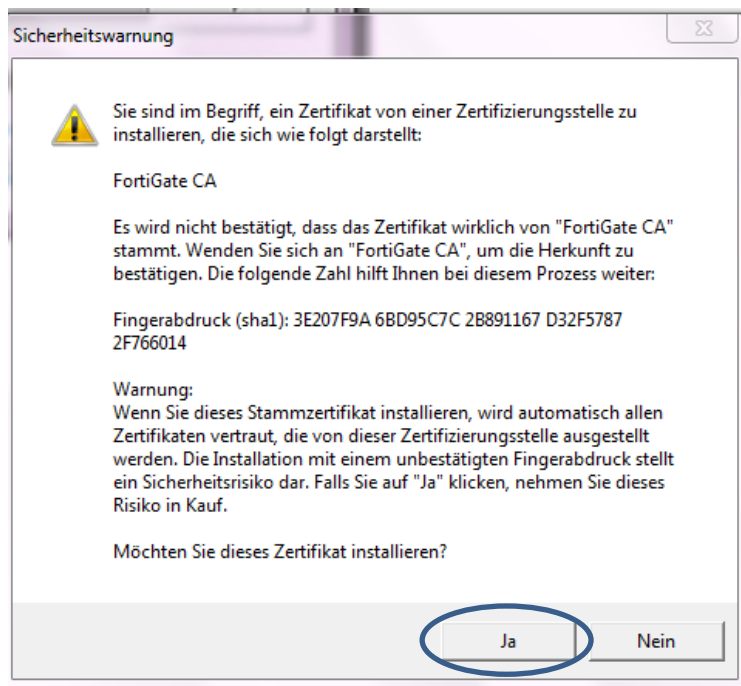 Sicherheitswarnung
Sie sind im Begriff, ein Zertifikat von einer Zertifizierungsstelle zu
installieren, die sich wie folgt darstellt:
FortiGate CA
Es wird nicht bestätigt, dass das Zertifikat wirklich von "FortiGate CA"
stammt. Wenden Sie sich an "FortiGate CA", um die Herkunft zu
bestätigen. Die folgende Zahl hilft Ihnen bei diesem Prozess weiter:
Fingerabdruck (sha1): 3E207F9A 6BD95C7C 2B891167 D32F5787
2F766014
Warnung:
Wenn Sie dieses Stammzertifikat installieren, wird automatisch allen
Zertifikaten vertraut, die von dieser Zertifizierungsstelle ausgestellt
werden. Die Installation mit einem unbestätigten Fingerabdruck stellt
ein Sicherheitsrisiko dar. Falls Sie auf "Ja" klicken, nehmen Sie dieses
Risiko in Kauf.
Möchten Sie dieses Zertifikat installieren?
Ja Nein